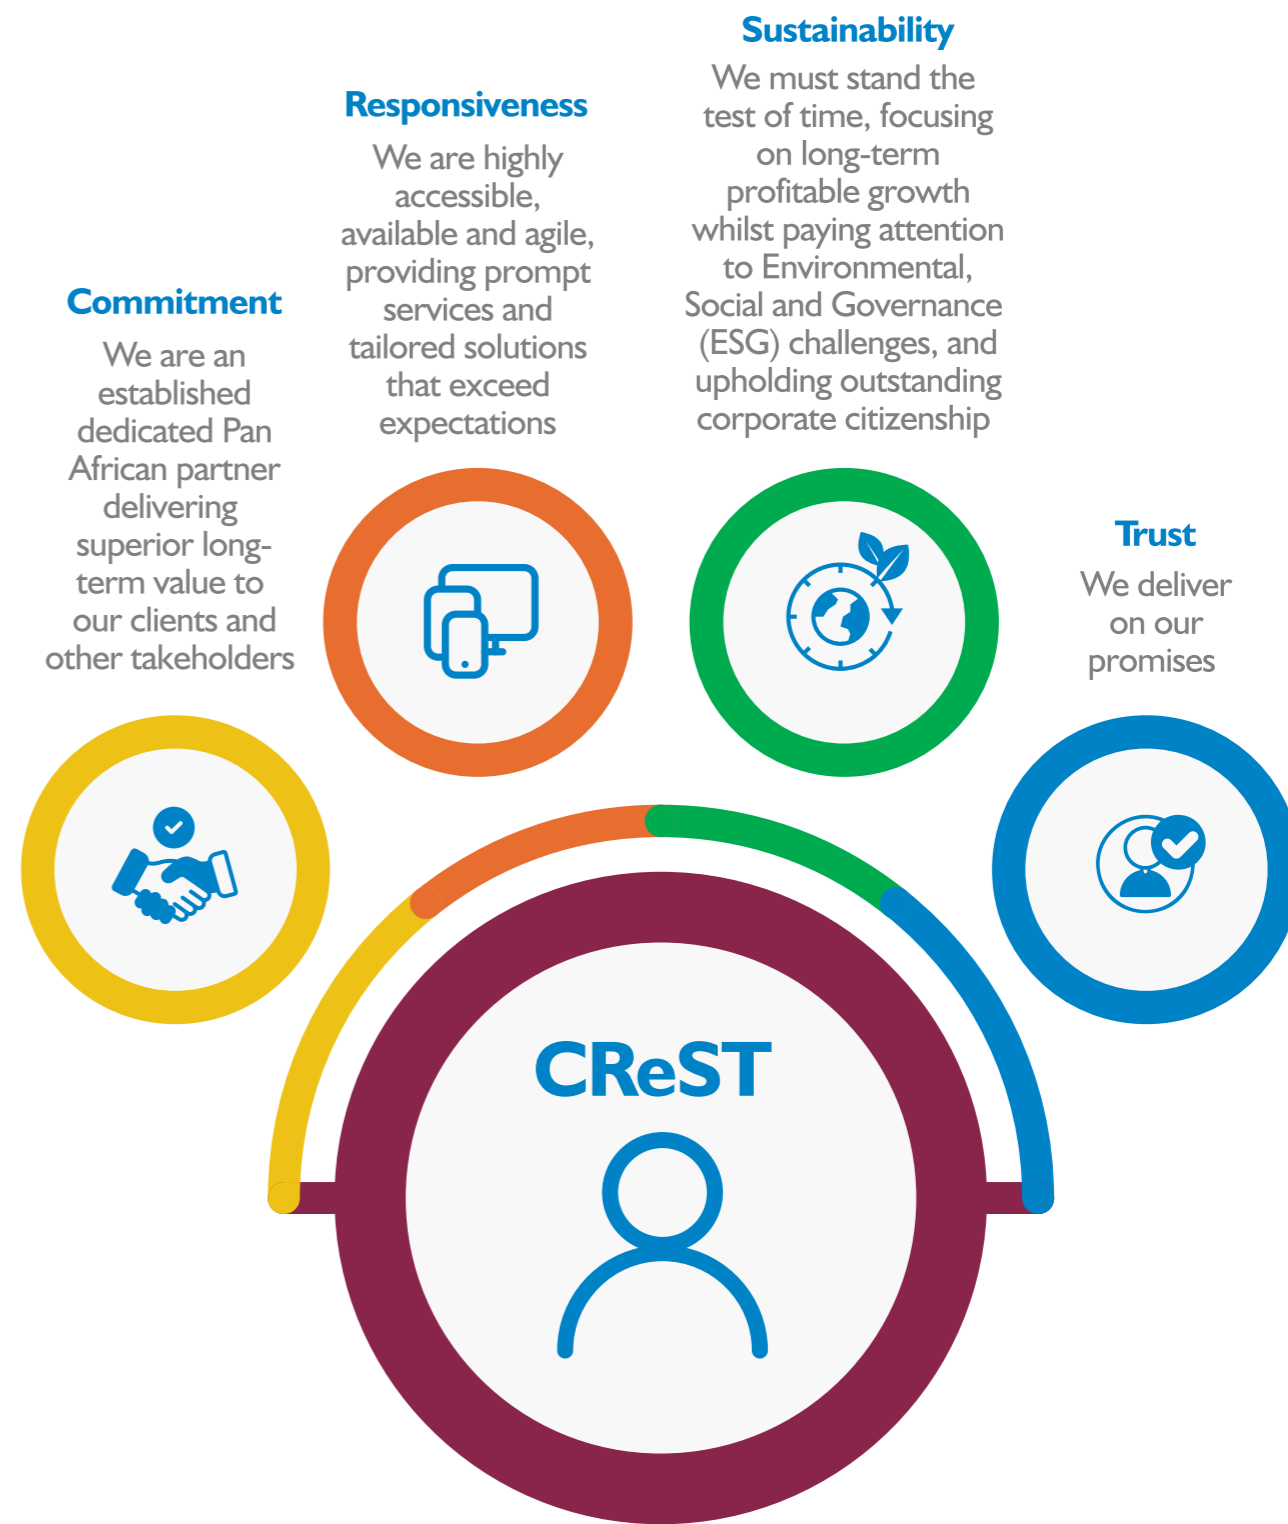 Commitment
We are an
established
dedicated Pan
African partner
delivering
superior long-
term value to
our clients and
other takeholders
Responsiveness
We are highly
accessible,
available and agile,
providing prompt
services and
tailored solutions
that exceed
expectations
Sustainability
We must stand the
test of time, focusing
on long-term
profitable growth
whilst paying attention
to Environmental,
Social and Governance
(ESG) challenges, and
upholding outstanding
corporate citizenship
Trust
We deliver
on our
promises
CReST